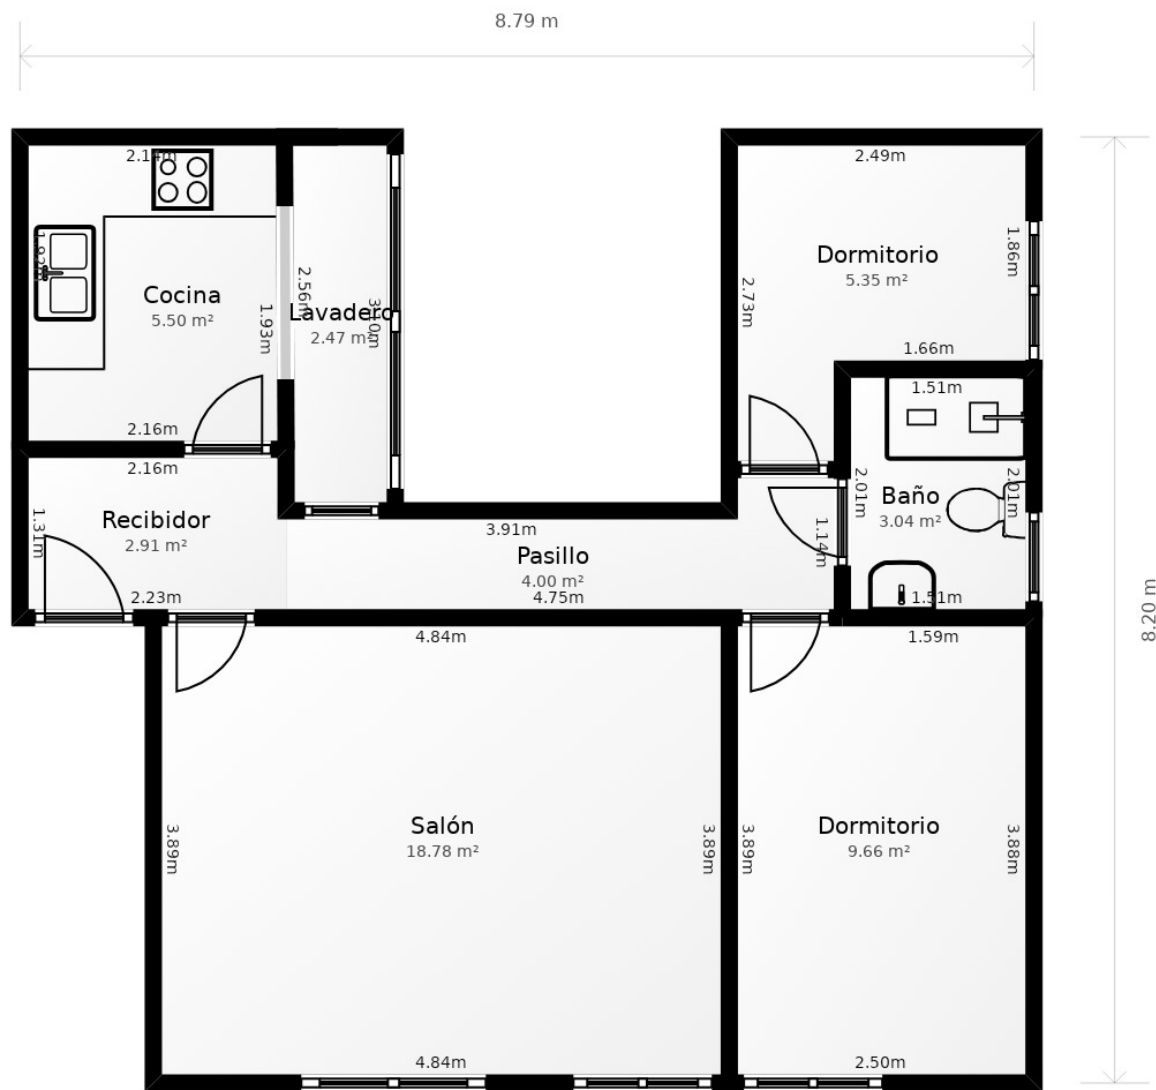 8.79 m
2.14m
2.49m
1.86m
Dormitorio
5.35 m²
2.73m
2.56m
Cocina
5.50 m²
1.93m
Lavadero
2.47 m²
1.66m
1.51m
2.16m
2.16m
Recibidor
2.91 m²
1.31m
2.01m
Baño
3.04 m²
2.01m
3.91m
1.14m
Pasillo
4.00 m²
2.23m
4.75m
1.51m
8.20 m
4.84m
1.59m
Salón
18.78 m²
3.89m
3.89m
3.89m
Dormitorio
9.66 m²
3.88m
4.84m
2.50m